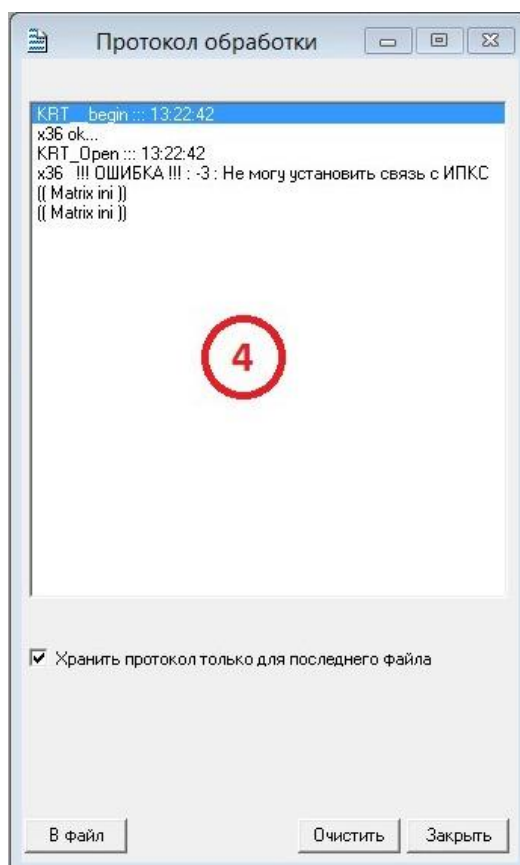 Протокол обработки
KRT__begin ::: 13:22:42
x36 ok...
KRT_Open ::: 13:22:42
x36 !!! ОШИБКА !!! : -3 : Не могу установить связь с ИПКС
(( Matrix ini ))
(( Matrix ini ))
4
Хранить протокол только для последнего файла
В файл Очистить Закрыть